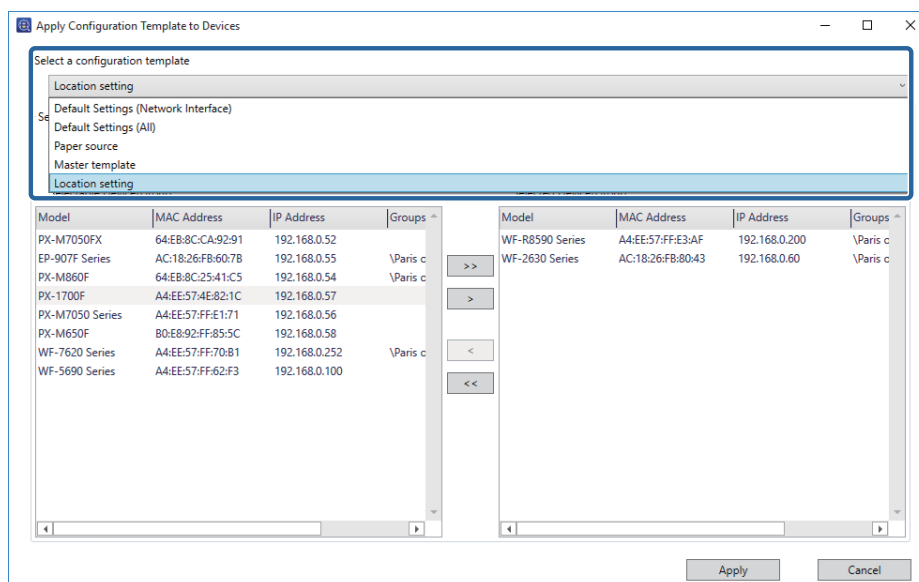 Apply Configuration Template to Devices
Select a configuration template
Location setting
Se
Default Settings (Network Interface)
Default Settings (All)
Paper source
Master template
Location setting
Model MAC Address IP Address Groups
PX-M7050FX 64:EB:8C:CA:92:91 192.168.0.52
EP-907F Series AC:18:26:FB:60:7B 192.168.0.55 \Paris c
PX-M860F 64:EB:8C:25:41:C5 192.168.0.54 \Paris c
PX-1700F A4:EE:57:4E:82:1C 192.168.0.57
PX-M7050 Series A4:EE:57:FF:E1:71 192.168.0.56
PX-M650F B0:E8:92:FF:85:5C 192.168.0.58
WF-7620 Series A4:EE:57:FF:70:B1 192.168.0.252 \Paris c
WF-5690 Series A4:EE:57:FF:62:F3 192.168.0.100
>>
>
<
<<
Model MAC Address IP Address Groups
WF-R8590 Series A4:EE:57:FF:E3:AF 192.168.0.200 \Paris c
WF-2630 Series AC:18:26:FB:80:43 192.168.0.60 \Paris c
Apply Cancel